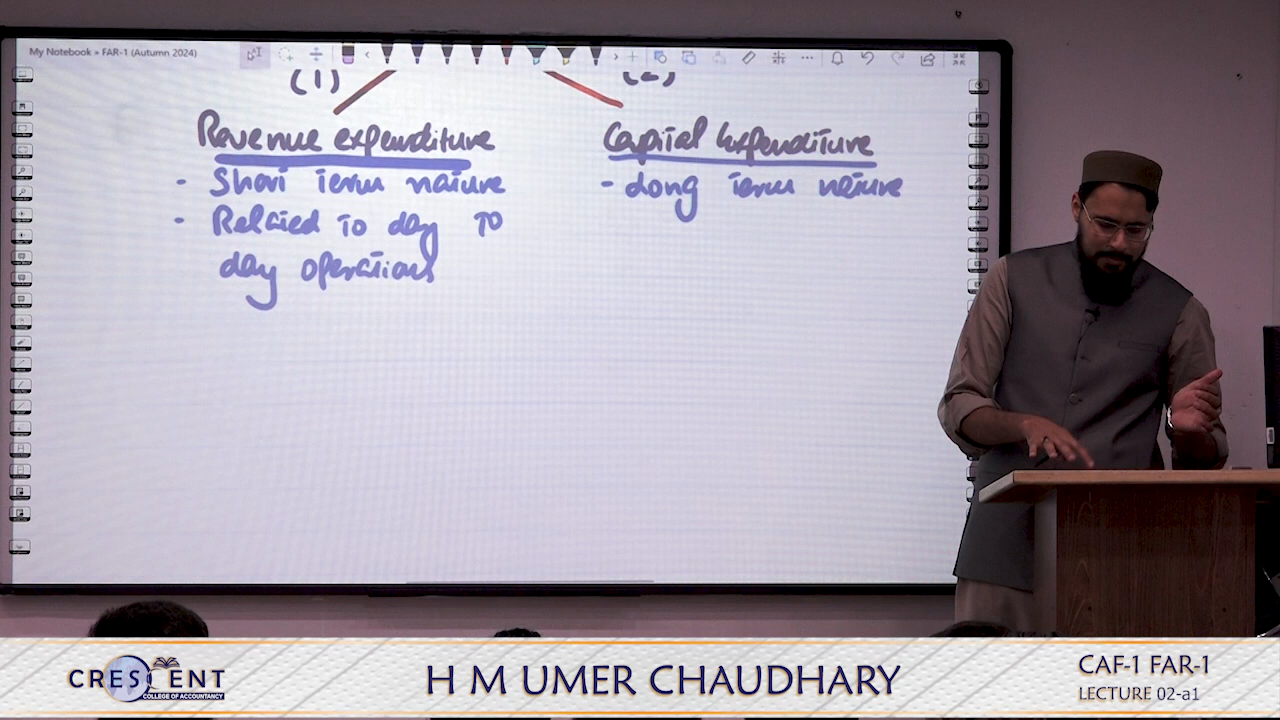 My Notebook » FAR-1 (Autumn 2024)
(1)
Revenue expenditure
- Short term nature
- Related to day to
day operations
Capital Expenditure
- Long term nature
CRESCENT
COLLEGE OF ACCOUNTANCY
H M UMER CHAUDHARY
CAF-1 FAR-1
LECTURE 02-a1